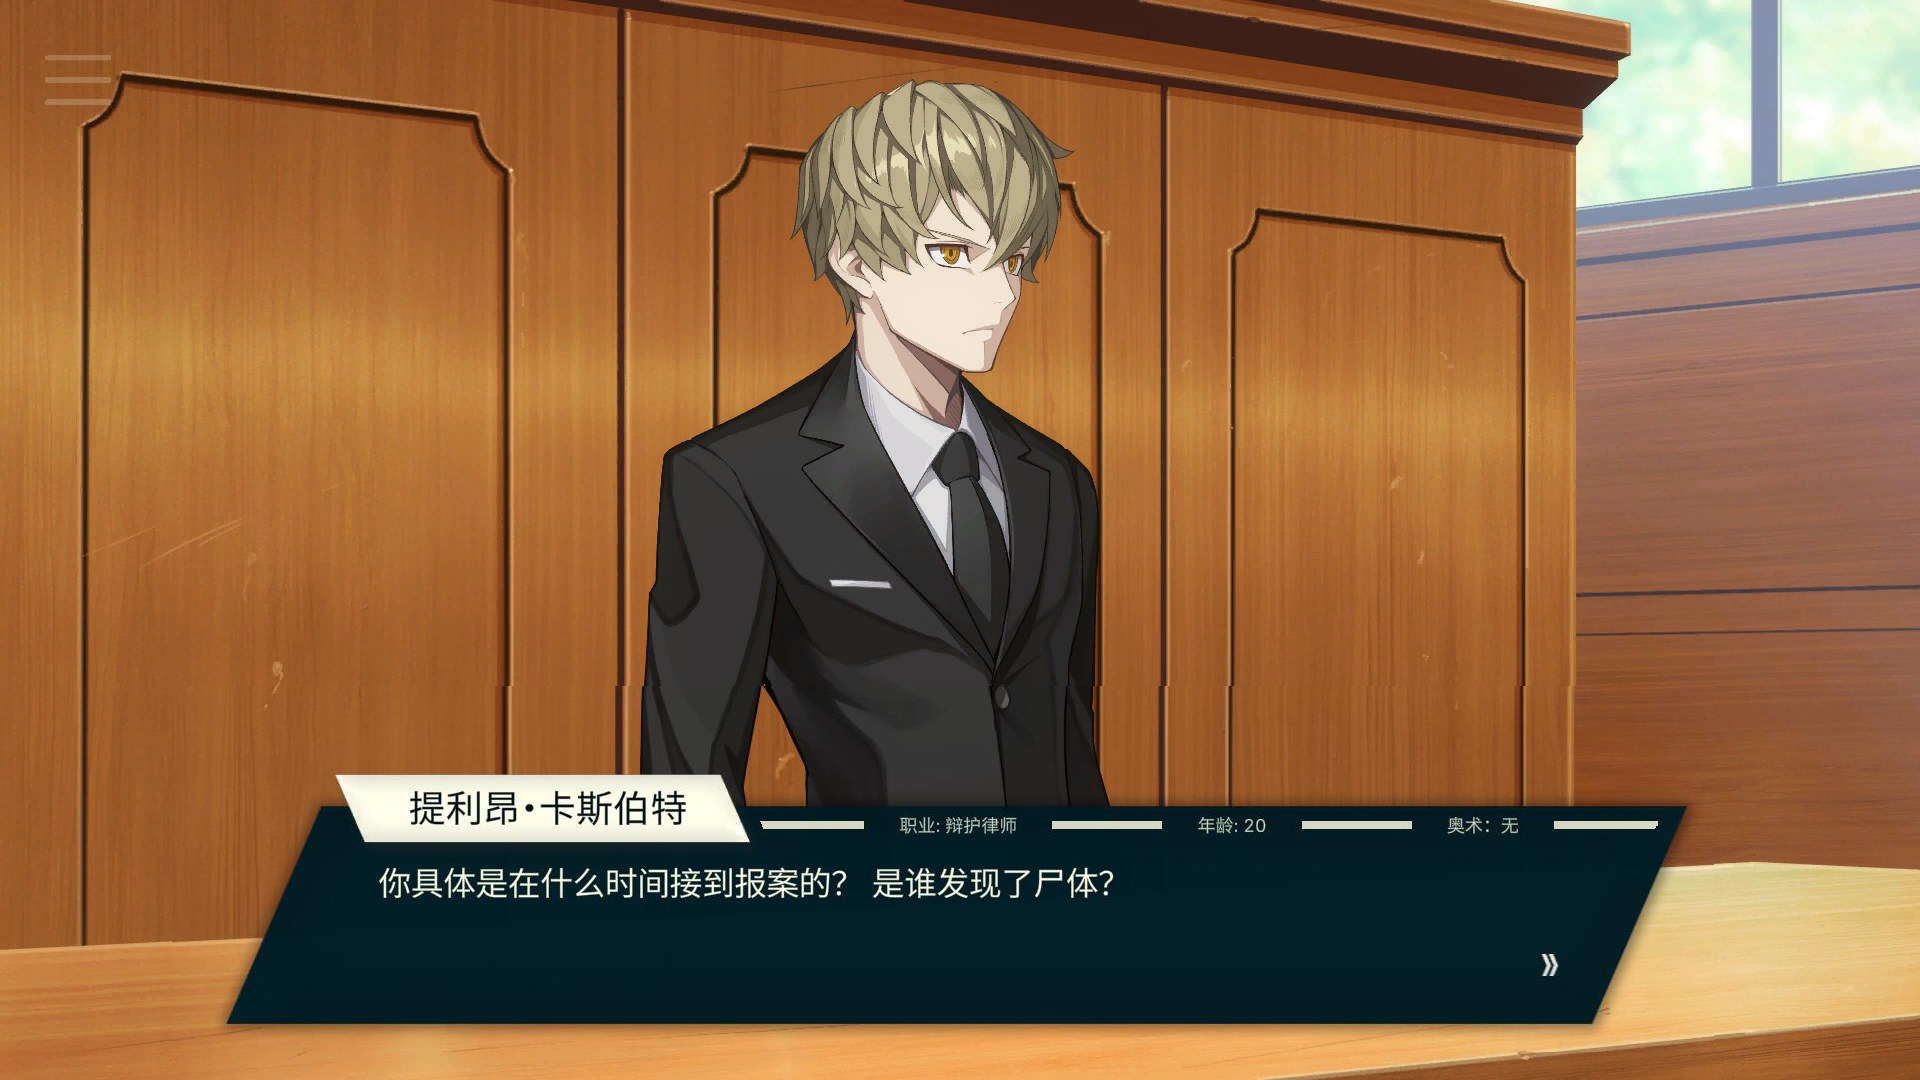 提利昂·卡斯伯特
职业: 辩护律师 年龄: 20 奥术：无
你具体是在什么时间接到报案的？ 是谁发现了尸体？